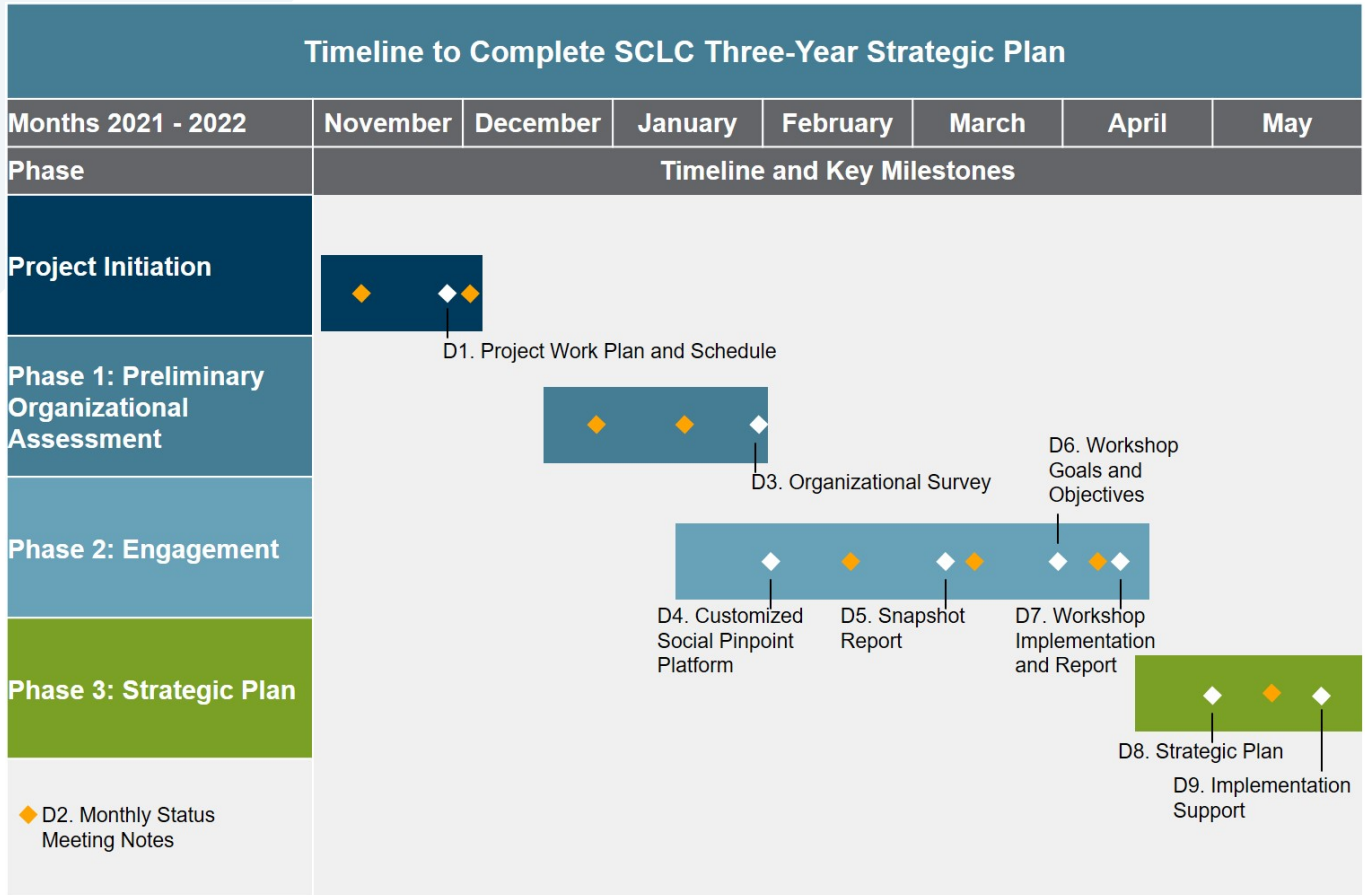 Timeline to Complete SCLC Three-Year Strategic Plan
Months 2021 - 2022
November
December
January
February
March
April
May
Phase
Timeline and Key Milestones
Project Initiation
D1. Project Work Plan and Schedule
Phase 1: Preliminary
Organizational
Assessment
D3. Organizational Survey
D6. Workshop
Goals and
Objectives
Phase 2: Engagement
D4. Customized
Social Pinpoint
Platform
D5. Snapshot
Report
D7. Workshop
Implementation
and Report
Phase 3: Strategic Plan
D8. Strategic Plan
D9. Implementation
Support
D2. Monthly Status
Meeting Notes